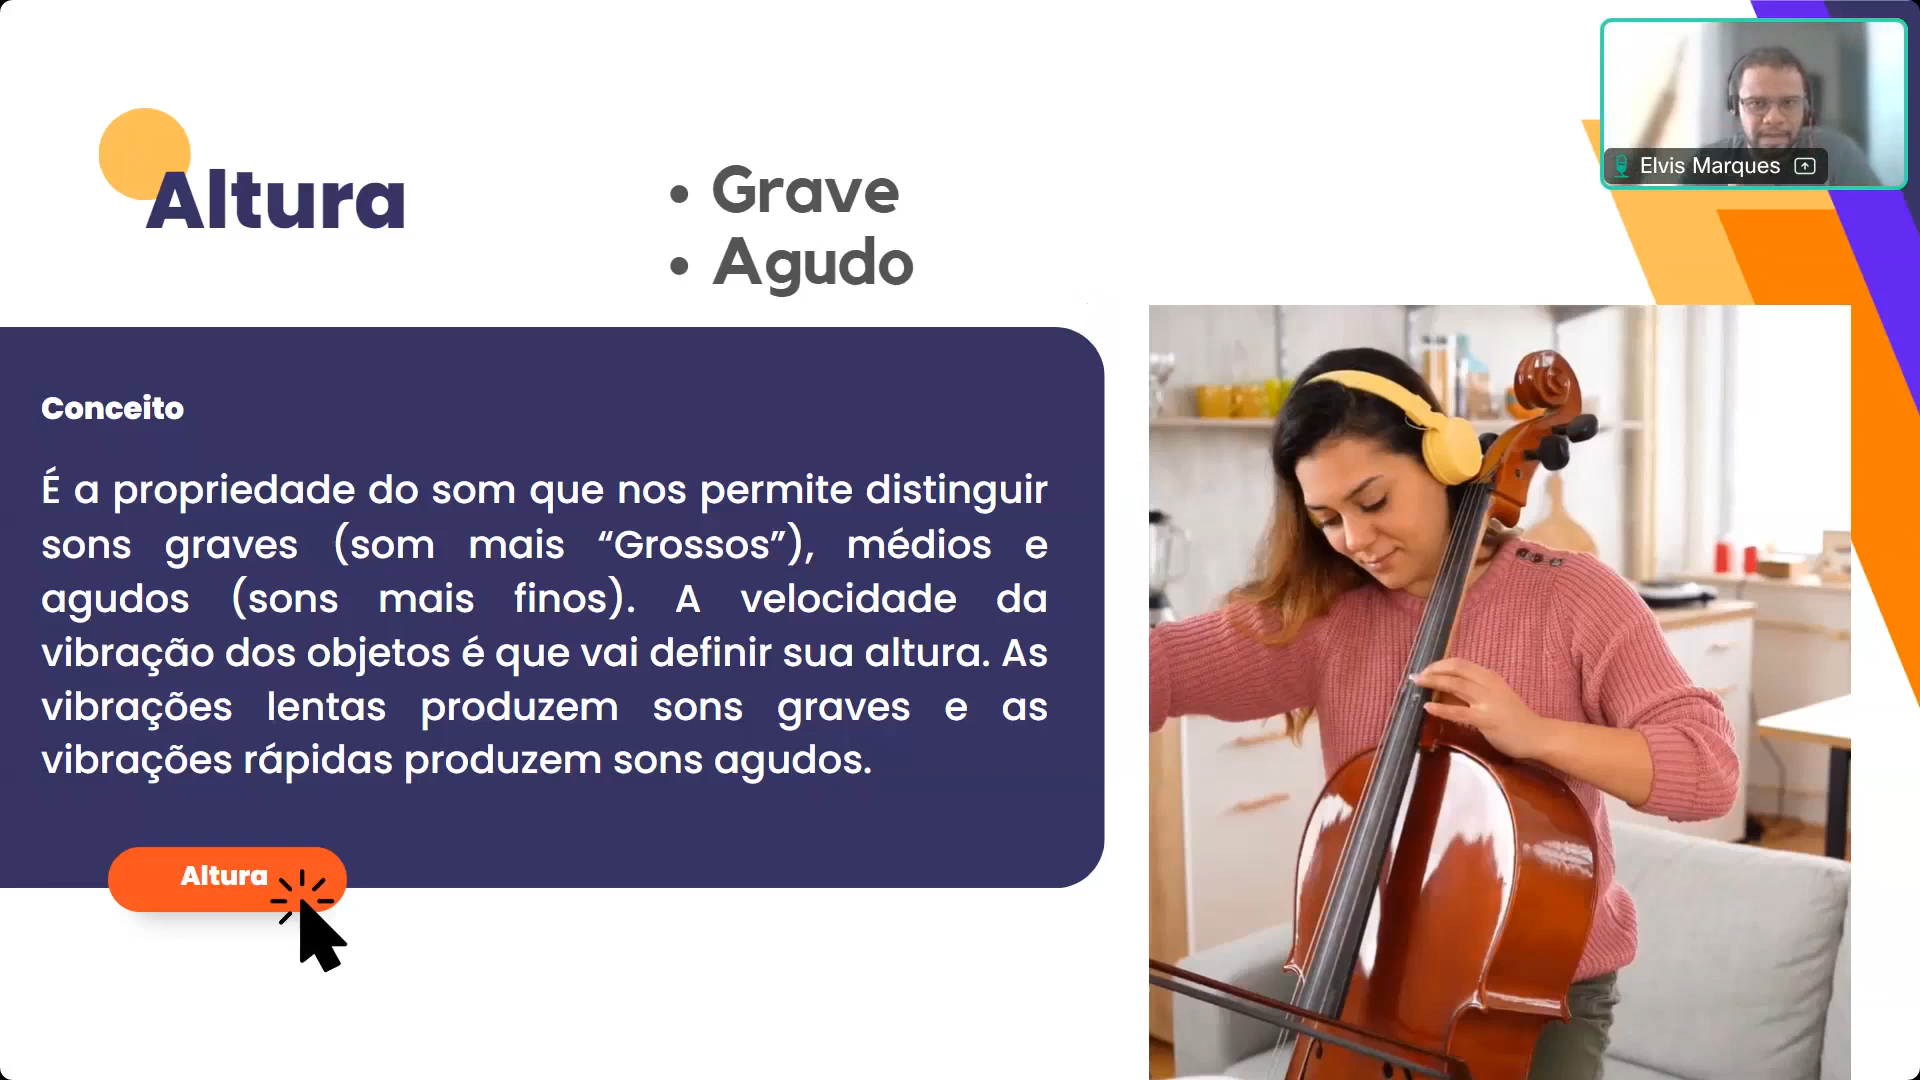 Altura
• Grave
• Agudo
Elvis Marques
Conceito
É a propriedade do som que nos permite distinguir
sons graves (som mais “Grossos”), médios e
agudos (sons mais finos). A velocidade da
vibração dos objetos é que vai definir sua altura. As
vibrações lentas produzem sons graves e as
vibrações rápidas produzem sons agudos.
Altura